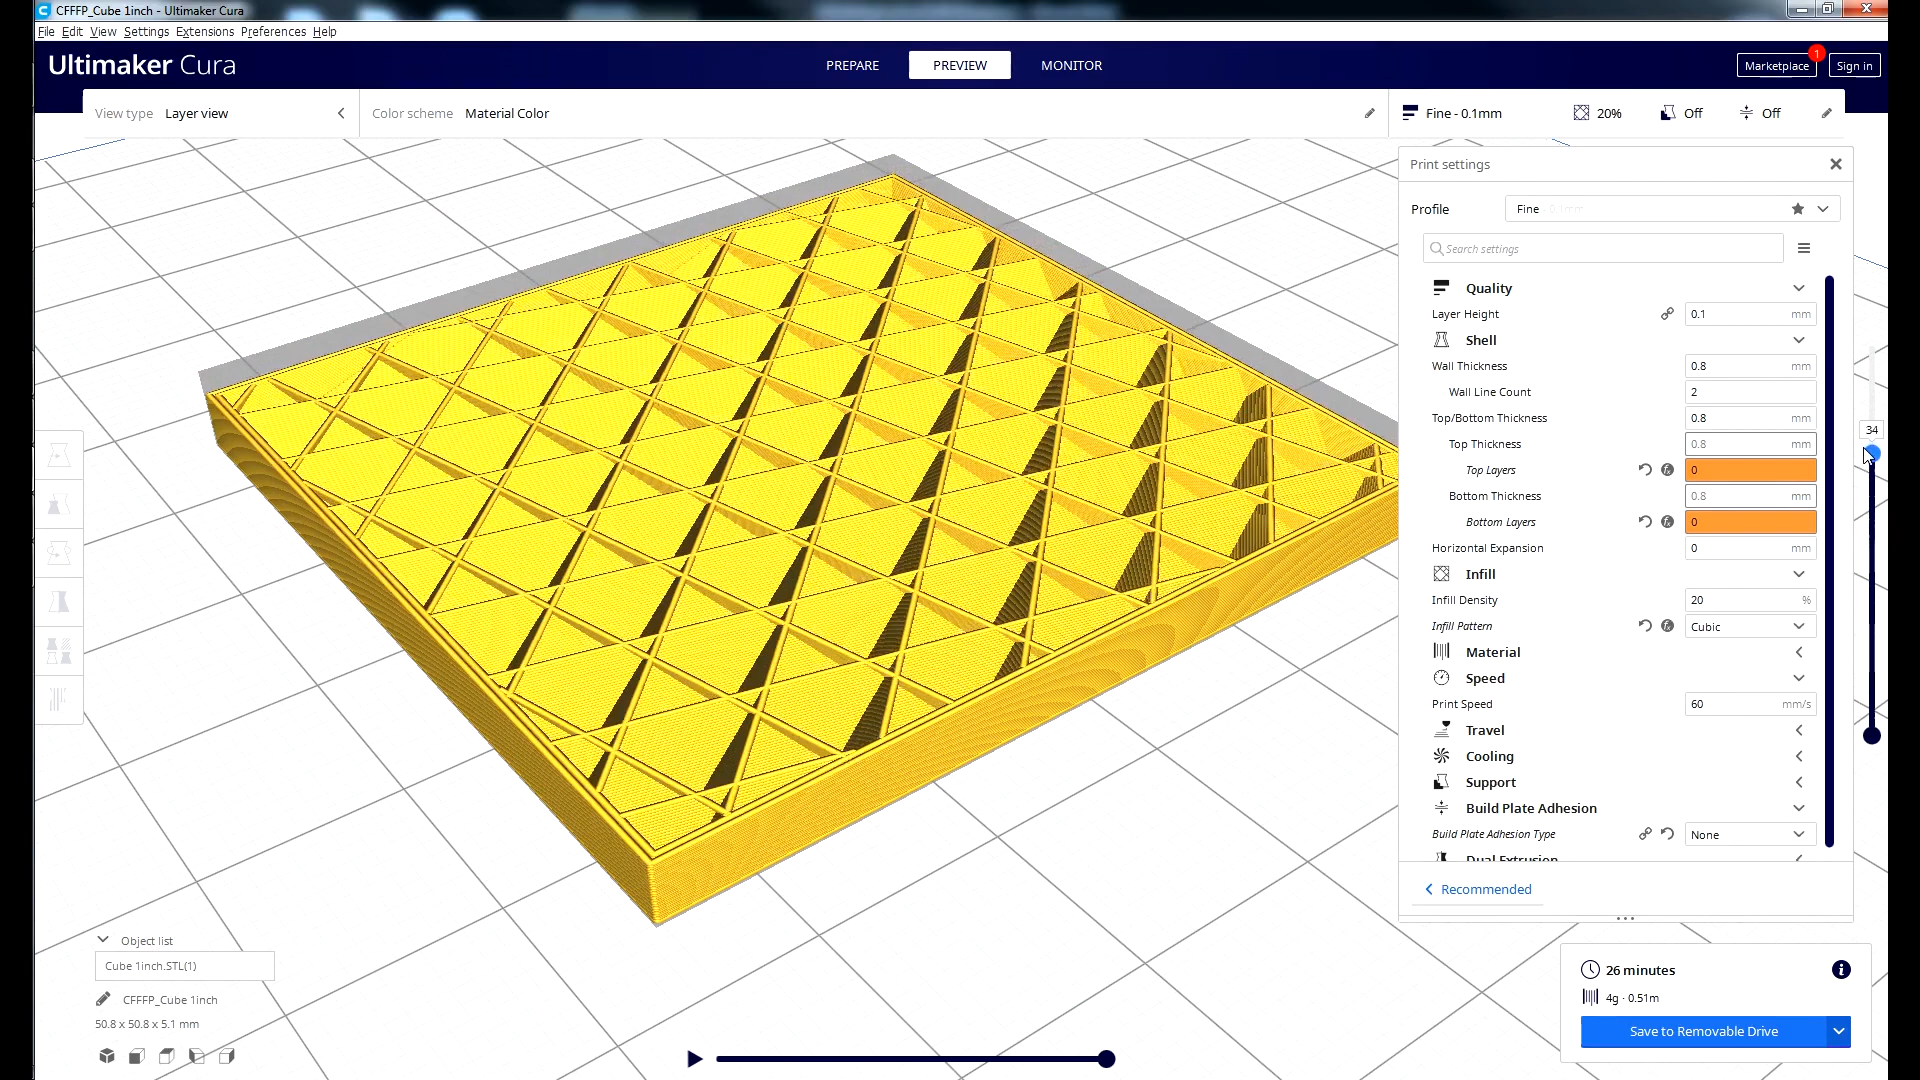 CFFFP_Cube 1inch - Ultimaker Cura
File Edit View Settings Extensions Preferences Help
Ultimaker Cura
PREPARE PREVIEW MONITOR
Marketplace 1 Sign in
View type Layer view
Color scheme Material Color
Fine - 0.1mm 20% Off Off
Print settings
Profile Fine - 0.1mm
Search settings
Quality
Layer Height 0.1 mm
Shell
Wall Thickness 0.8 mm
Wall Line Count 2
Top/Bottom Thickness 0.8 mm
Top Thickness 0.8 mm
Top Layers 0
Bottom Thickness 0.8 mm
Bottom Layers 0
Horizontal Expansion 0 mm
Infill
Infill Density 20 %
Infill Pattern Cubic
Material
Speed
Print Speed 60 mm/s
Travel
Cooling
Support
Build Plate Adhesion
Build Plate Adhesion Type None
Dual Extrusion
Recommended
34
Object list
Cube 1inch.STL(1)
CFFFP_Cube 1inch
50.8 x 50.8 x 5.1 mm
26 minutes
4g · 0.51m
Save to Removable Drive